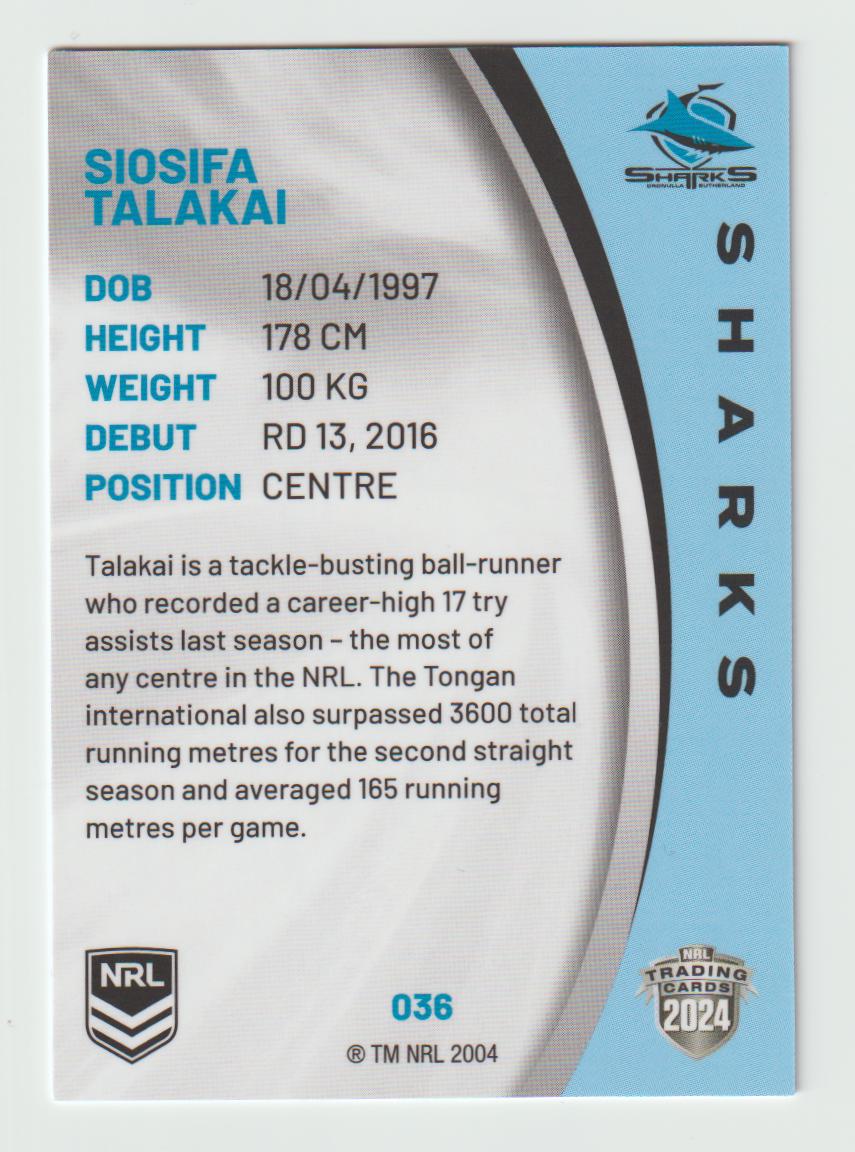 SHARKS
CRONULLA SUTHERLAND
SIOSIFA
TALAKAI
DOB 18/04/1997
HEIGHT 178 CM
WEIGHT 100 KG
DEBUT RD 13, 2016
POSITION CENTRE
Talakai is a tackle-busting ball-runner
who recorded a career-high 17 try
assists last season – the most of
any centre in the NRL. The Tongan
international also surpassed 3600 total
running metres for the second straight
season and averaged 165 running
metres per game.
SHARKS
NRL
036
® TM NRL 2004
NRL
TRADING
CARDS
2024